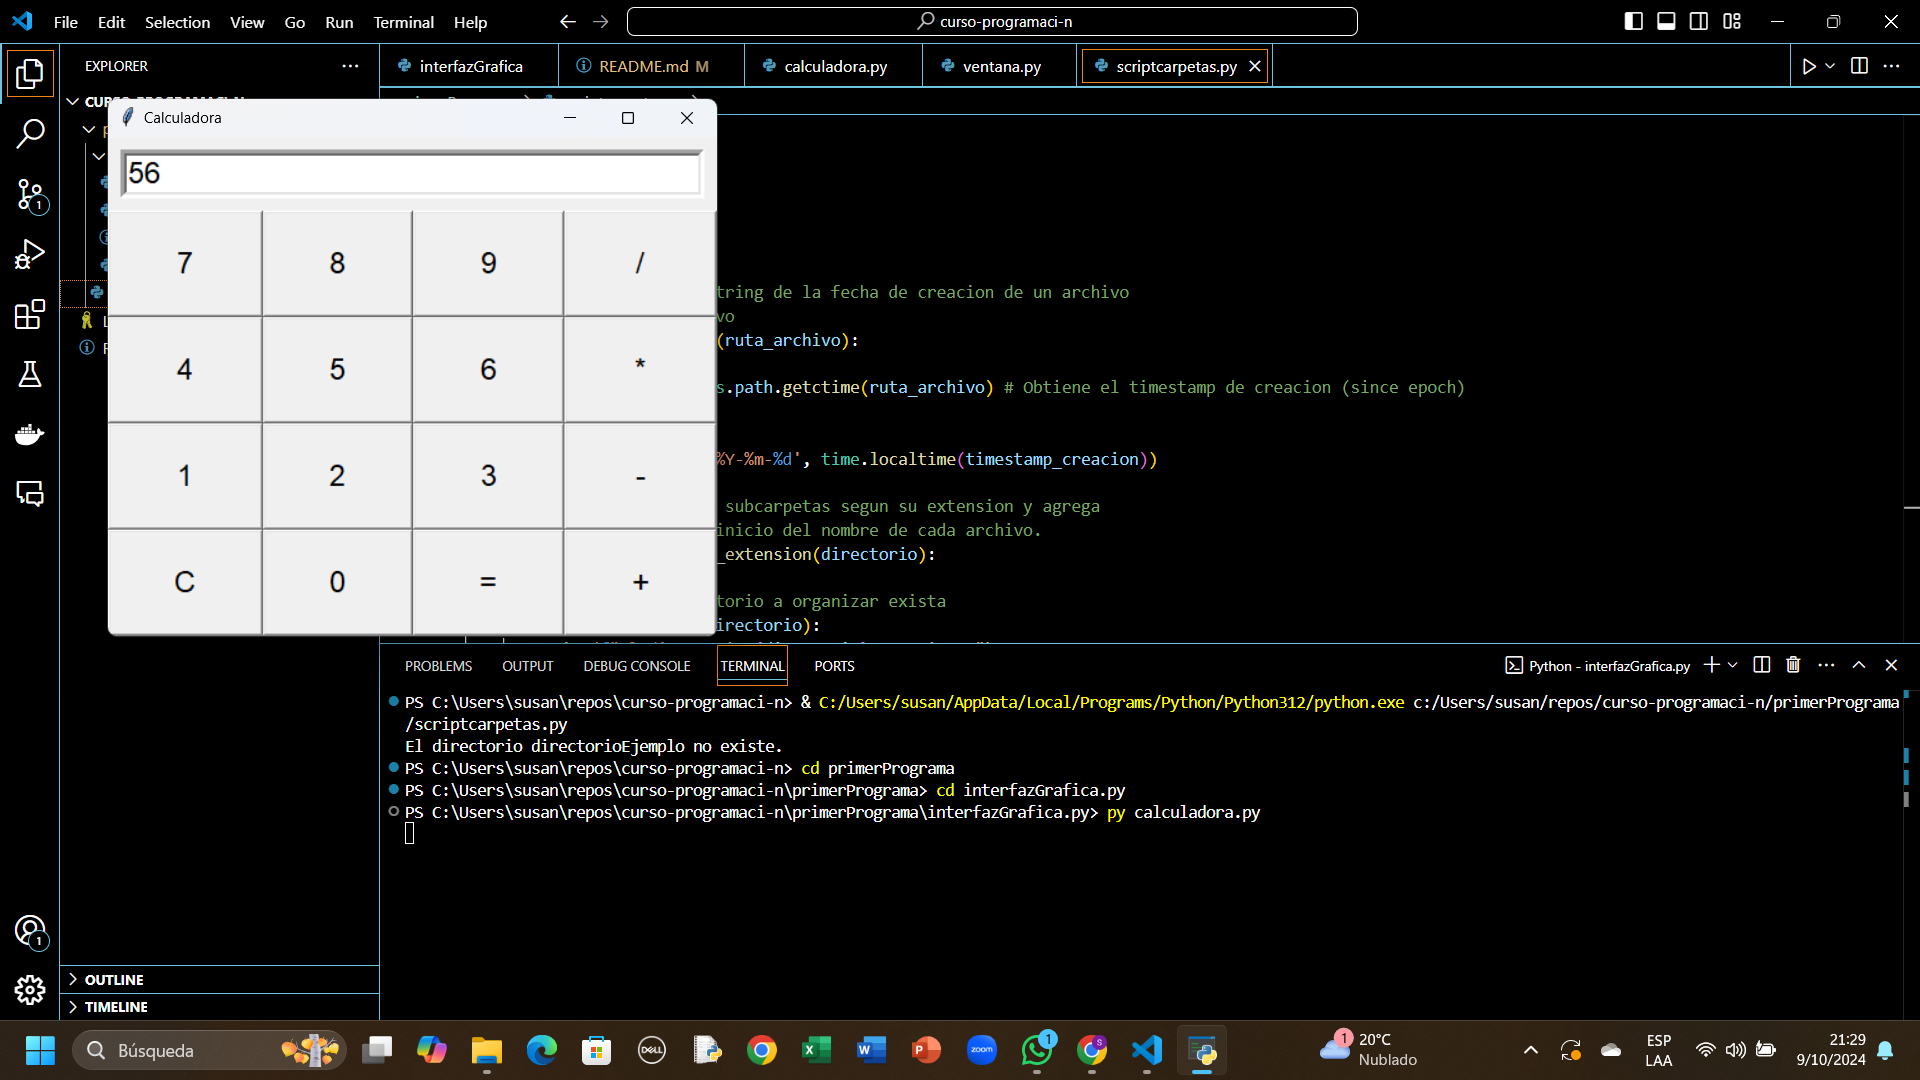 File Edit Selection View Go Run Terminal Help
curso-programaci-n
EXPLORER
interfazGrafica
README.md M
calculadora.py
ventana.py
scriptcarpetas.py
Calculadora
56
7 8 9 /
4 5 6 *
1 2 3 -
C 0 = +
tring de la fecha de creacion de un archivo
vo
(ruta_archivo):
s.path.getctime(ruta_archivo) # Obtiene el timestamp de creacion (since epoch)
%Y-%m-%d', time.localtime(timestamp_creacion))
subcarpetas segun su extension y agrega
inicio del nombre de cada archivo.
_extension(directorio):
torio a organizar exista
irectorio):
PROBLEMS OUTPUT DEBUG CONSOLE TERMINAL PORTS
Python - interfazGrafica.py
PS C:\Users\susan\repos\curso-programaci-n> & C:/Users/susan/AppData/Local/Programs/Python/Python312/python.exe c:/Users/susan/repos/curso-programaci-n/primerPrograma
/scriptcarpetas.py
El directorio directorioEjemplo no existe.
PS C:\Users\susan\repos\curso-programaci-n> cd primerPrograma
PS C:\Users\susan\repos\curso-programaci-n\primerPrograma> cd interfazGrafica.py
PS C:\Users\susan\repos\curso-programaci-n\primerPrograma\interfazGrafica.py> py calculadora.py
OUTLINE
TIMELINE
Búsqueda
20°C
Nublado
ESP
LAA
21:29
9/10/2024